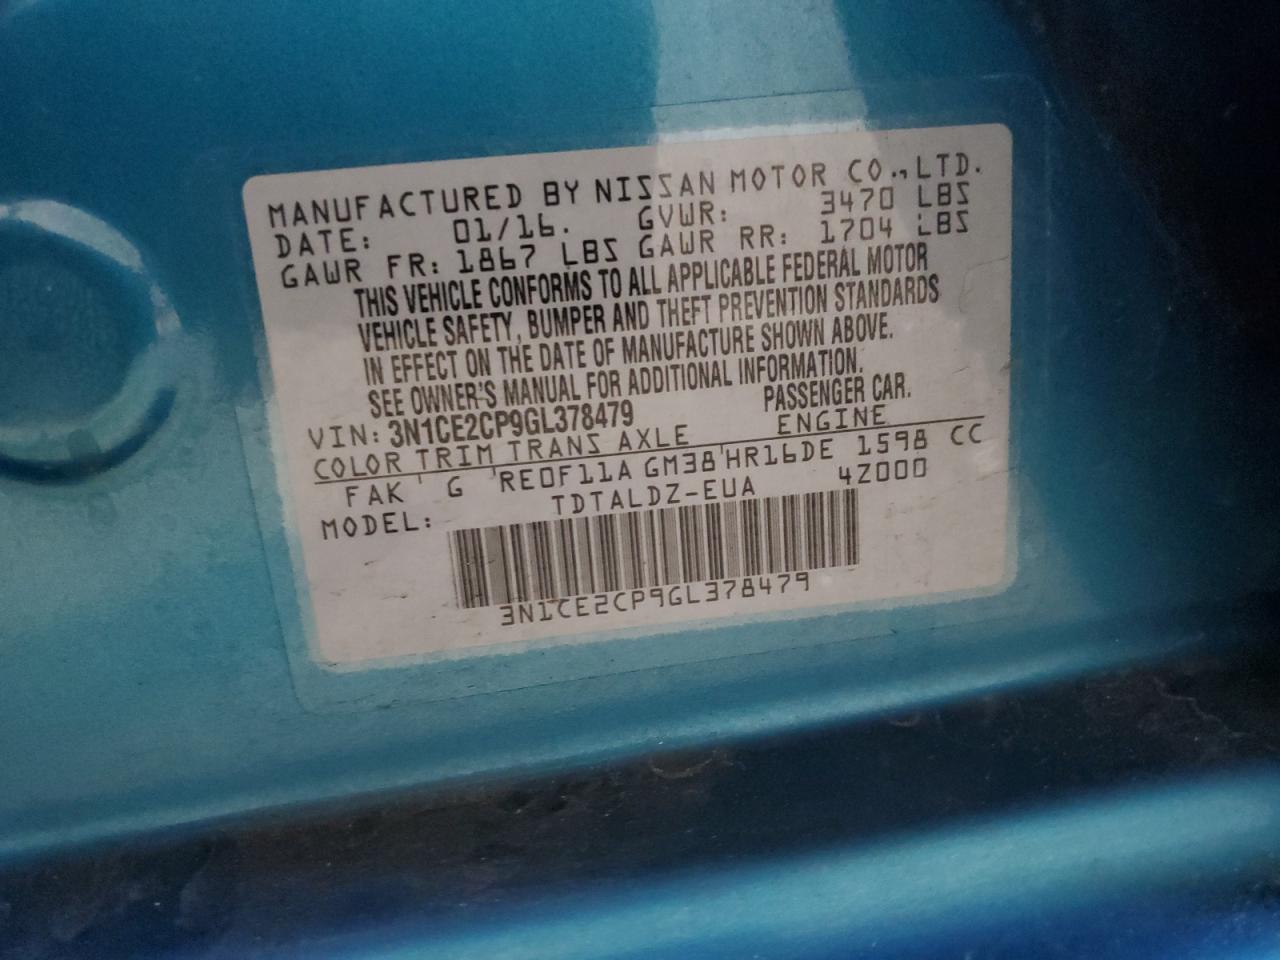 MANUFACTURED BY NISSAN MOTOR CO.,LTD.
DATE: 01/16. GVWR: 3470 LBS
GAWR FR: 1867 LBS GAWR RR: 1704 LBS
THIS VEHICLE CONFORMS TO ALL APPLICABLE FEDERAL MOTOR
VEHICLE SAFETY, BUMPER AND THEFT PREVENTION STANDARDS
IN EFFECT ON THE DATE OF MANUFACTURE SHOWN ABOVE.
SEE OWNER'S MANUAL FOR ADDITIONAL INFORMATION.
PASSENGER CAR.
VIN: 3N1CE2CP9GL378479
COLOR TRIM TRANS AXLE ENGINE
FAK G RE0F11A GM38 HR16DE 1598 CC
MODEL: TDTALDZ-EUA 4Z000
3N1CE2CP9GL378479